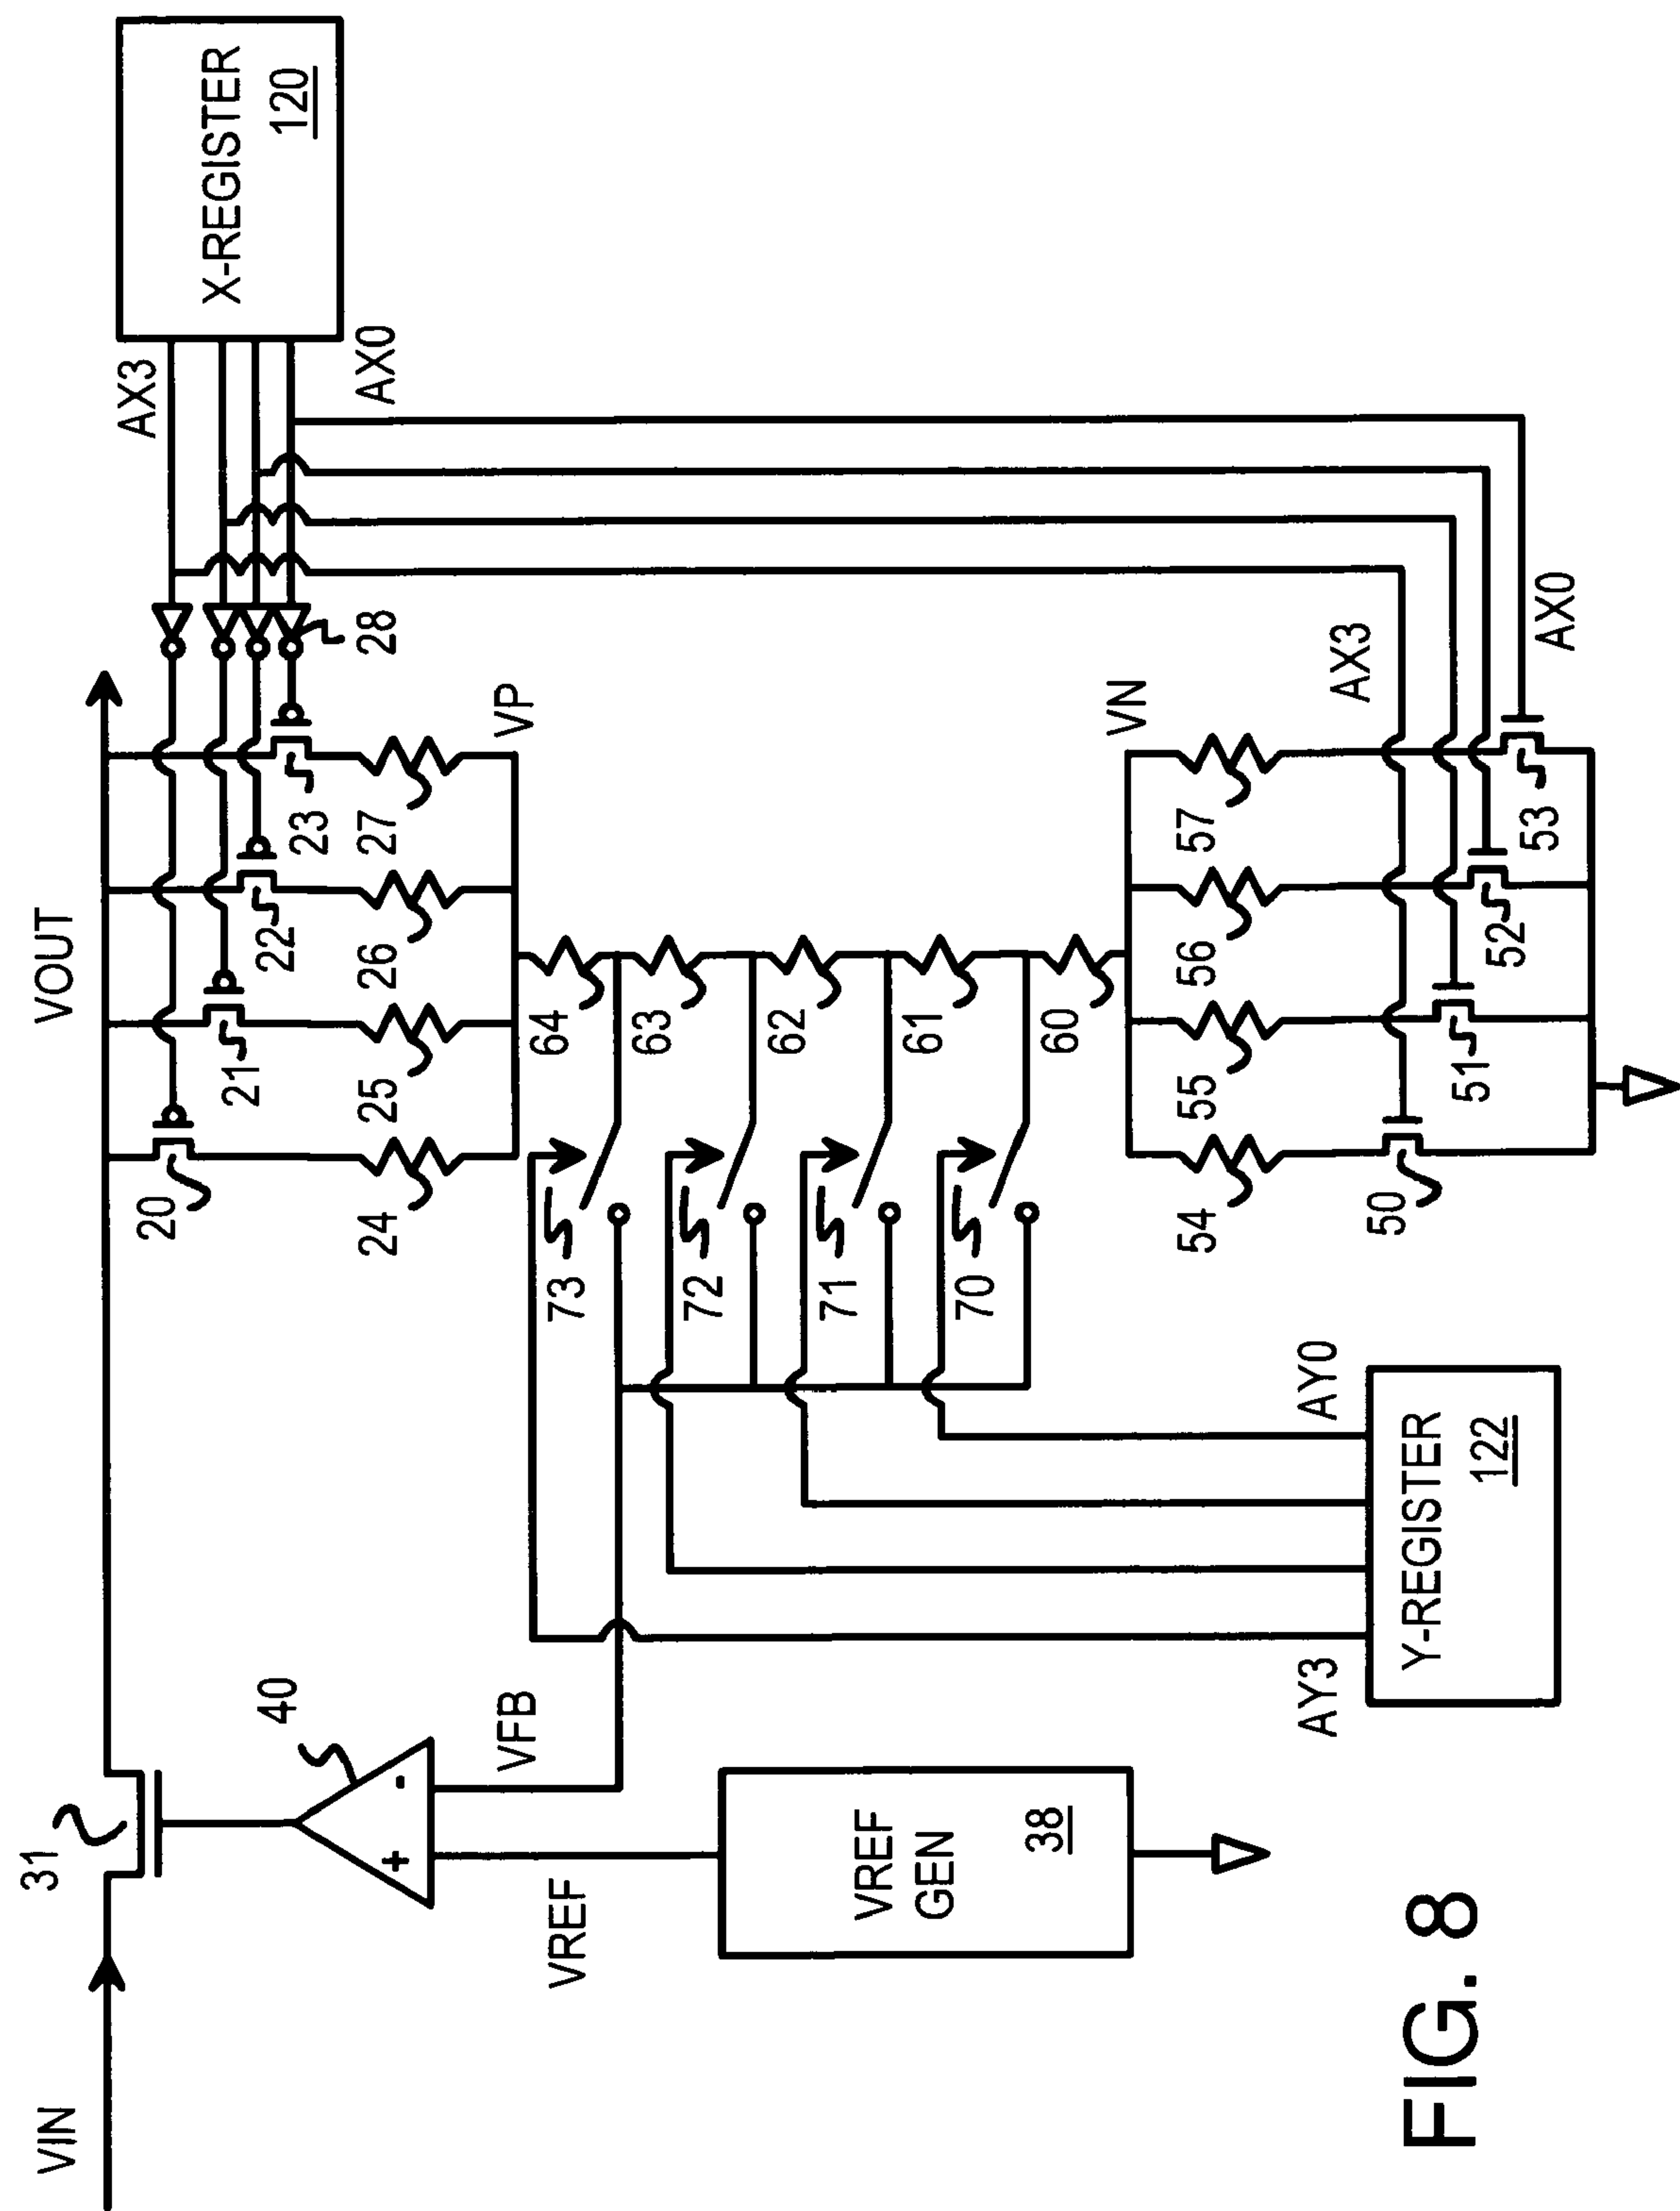 VIN
31
VOUT
AX3
X-REGISTER
120
AX0
28
20
21
22
23
24
25
26
27
VP
40
VREF
VFB
VREF
GEN
38
73
72
71
70
64
63
62
61
60
VN
54
55
56
57
50
51
52
53
AX3
AX0
AY3
AY0
Y-REGISTER
122
+
-
FIG. 8